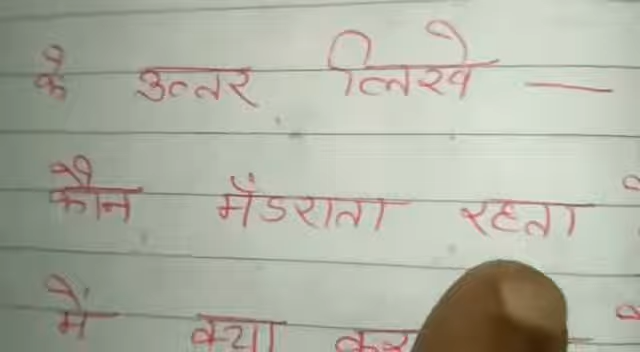 के उत्तर लिखे —
कौन मँडराता रहता
में क्या